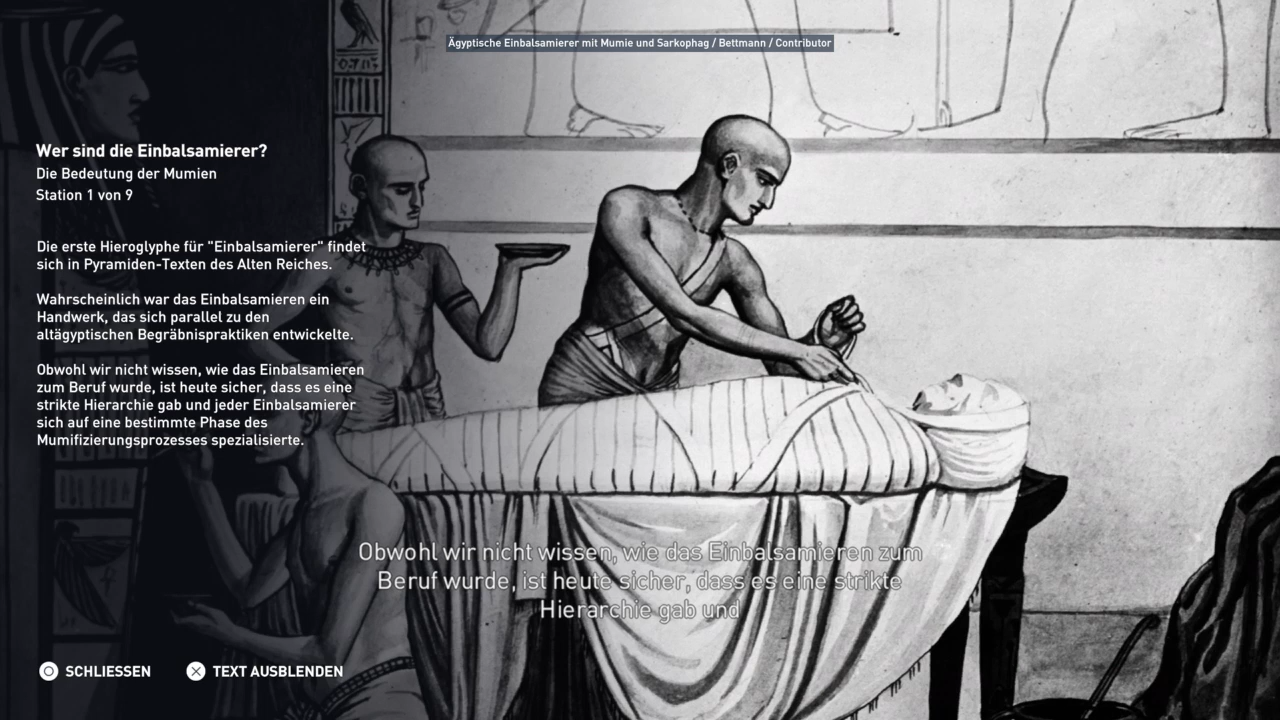 Ägyptische Einbalsamierer mit Mumie und Sarkophag / Bettmann / Contributor
Wer sind die Einbalsamierer?
Die Bedeutung der Mumien
Station 1 von 9
Die erste Hieroglyphe für "Einbalsamierer" findet
sich in Pyramiden-Texten des Alten Reiches.
Wahrscheinlich war das Einbalsamieren ein
Handwerk, das sich parallel zu den
altägyptischen Begräbnispraktiken entwickelte.
Obwohl wir nicht wissen, wie das Einbalsamieren
zum Beruf wurde, ist heute sicher, dass es eine
strikte Hierarchie gab und jeder Einbalsamierer
sich auf eine bestimmte Phase des
Mumifizierungsprozesses spezialisierte.
Obwohl wir nicht wissen, wie das Einbalsamieren zum
Beruf wurde, ist heute sicher, dass es eine strikte
Hierarchie gab und
SCHLIESSEN
TEXT AUSBLENDEN